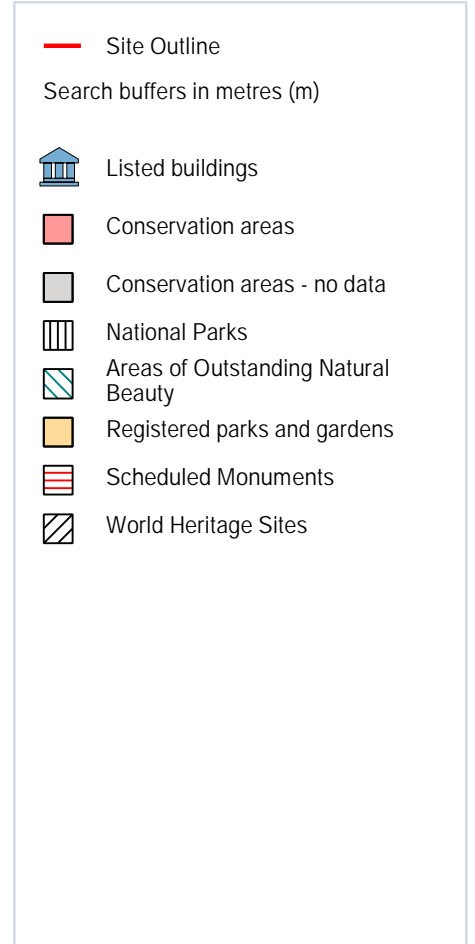 Site Outline
Search buffers in metres (m)
Listed buildings
Conservation areas
Conservation areas - no data
National Parks
Areas of Outstanding Natural
Beauty
Registered parks and gardens
Scheduled Monuments
World Heritage Sites